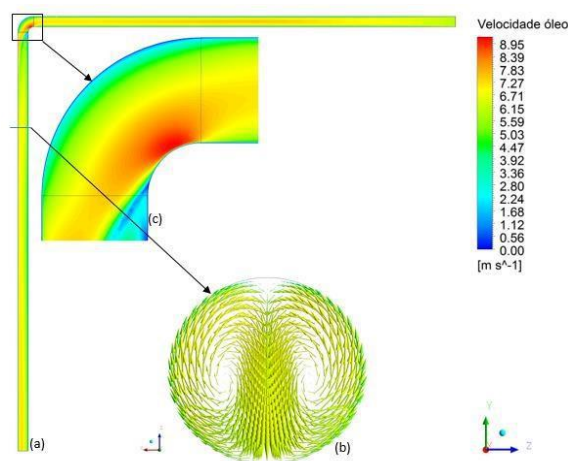 Velocidade óleo
8.95
8.39
7.83
7.27
6.71
6.15
5.59
5.03
4.47
3.92
3.36
2.80
2.24
1.68
1.12
0.56
0.00
[m s^-1]
(c)
(a)
(b)
Y
Z